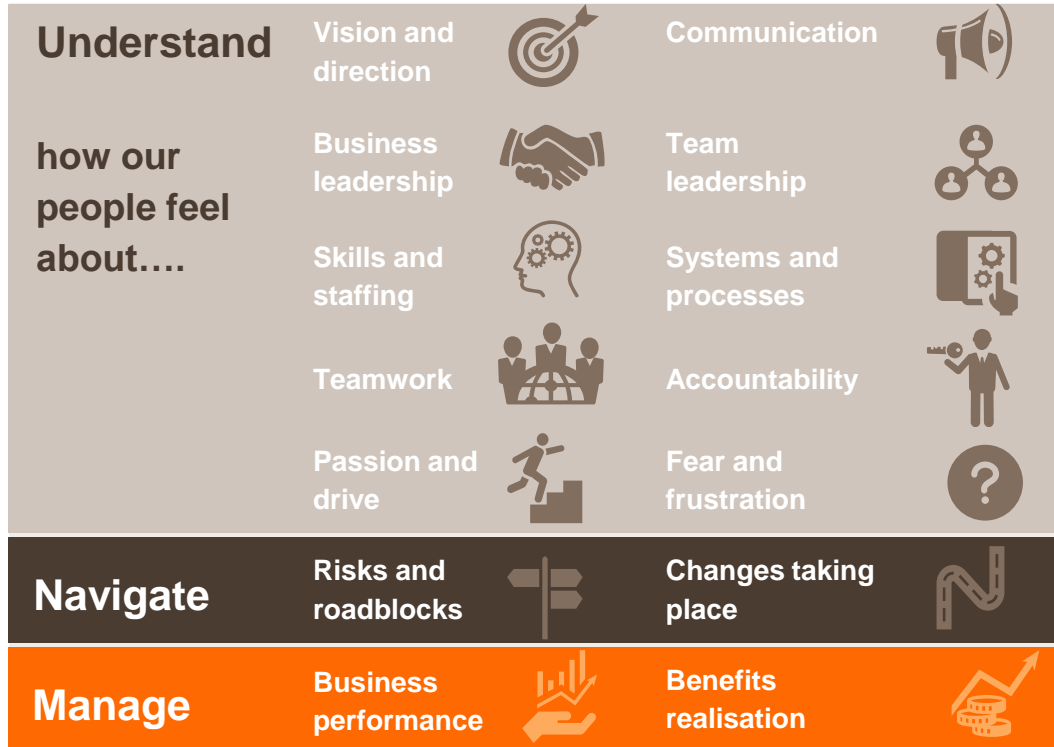 Understand
how our
people feel
about….
Vision and
direction
Communication
Business
leadership
Team
leadership
Skills and
staffing
Systems and
processes
Teamwork
Accountability
Passion and
drive
Fear and
frustration
?
Navigate
Risks and
roadblocks
Changes taking
place
Manage
Business
performance
Benefits
realisation